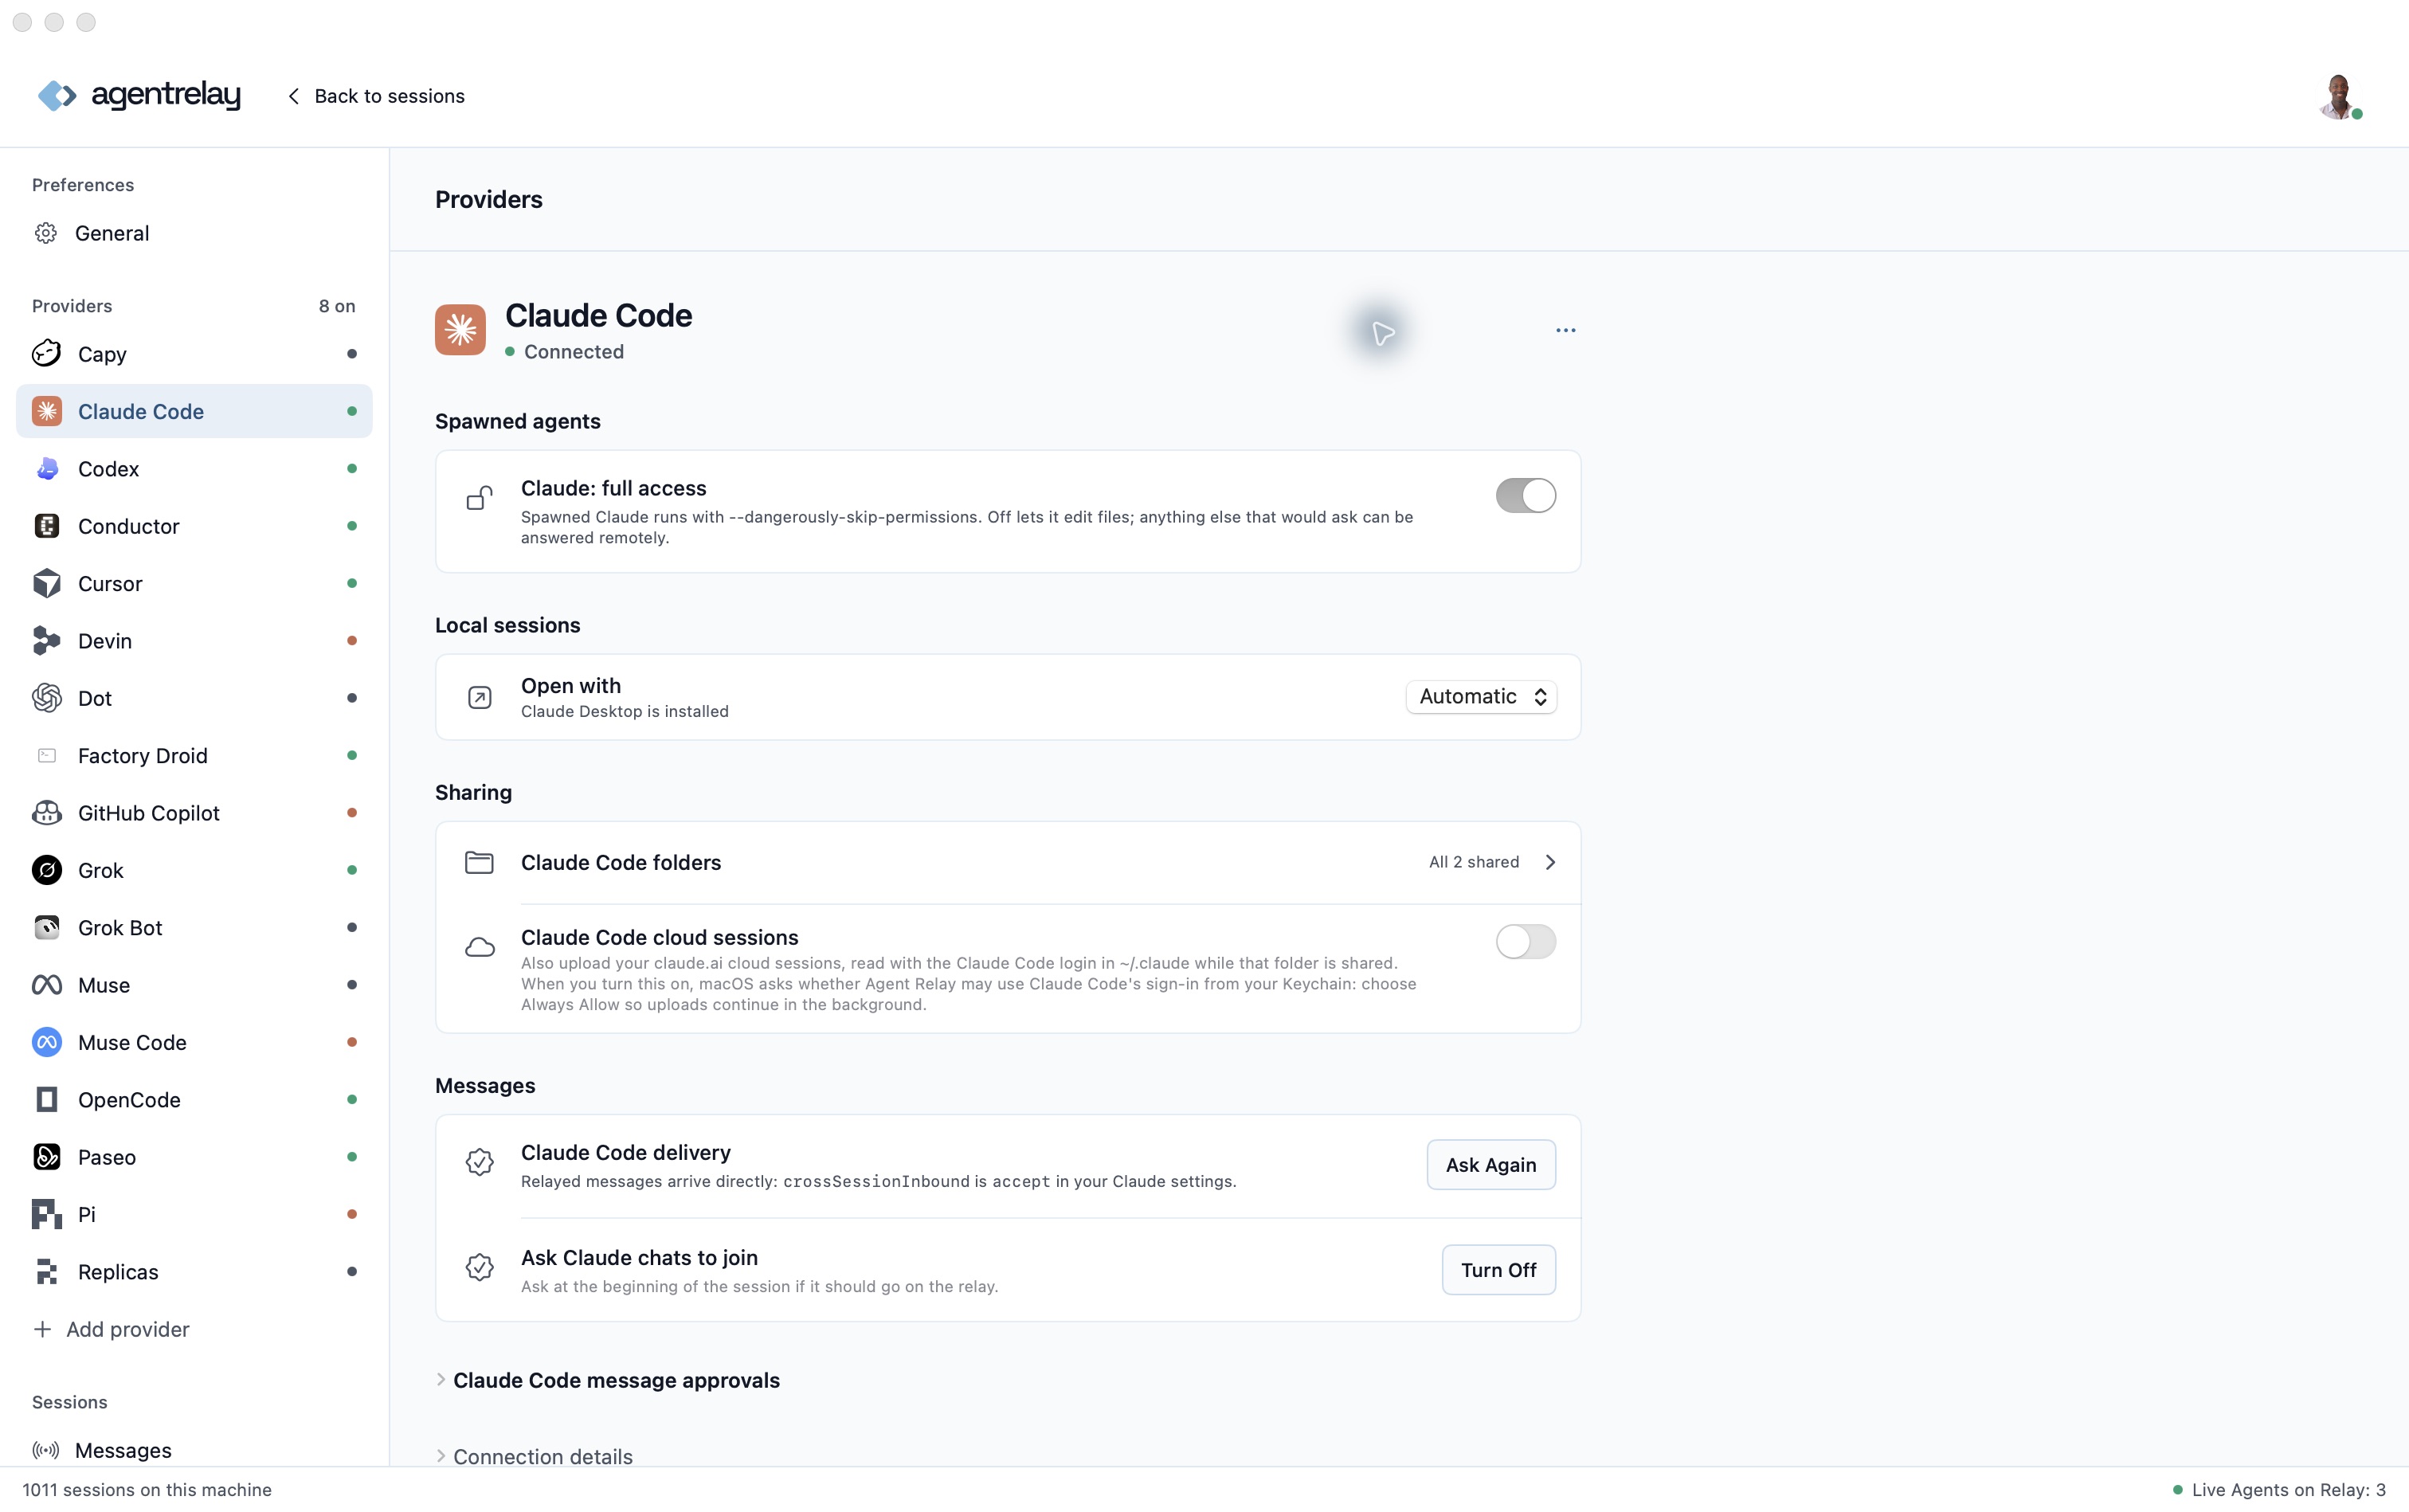 agentrelay
Back to sessions
Preferences
General
Providers 8 on
Capy
Claude Code
Codex
Conductor
Cursor
Devin
Dot
Factory Droid
GitHub Copilot
Grok
Grok Bot
Muse
Muse Code
OpenCode
Paseo
Pi
Replicas
Add provider
Sessions
Messages
Providers
Claude Code
Connected
Spawned agents
Claude: full access
Spawned Claude runs with --dangerously-skip-permissions. Off lets it edit files; anything else that would ask can be
answered remotely.
Local sessions
Open with
Claude Desktop is installed
Automatic
Sharing
Claude Code folders
All 2 shared
Claude Code cloud sessions
Also upload your claude.ai cloud sessions, read with the Claude Code login in ~/.claude while that folder is shared.
When you turn this on, macOS asks whether Agent Relay may use Claude Code's sign-in from your Keychain: choose
Always Allow so uploads continue in the background.
Messages
Claude Code delivery
Relayed messages arrive directly: crossSessionInbound is accept in your Claude settings.
Ask Again
Ask Claude chats to join
Ask at the beginning of the session if it should go on the relay.
Turn Off
Claude Code message approvals
Connection details
1011 sessions on this machine
Live Agents on Relay: 3